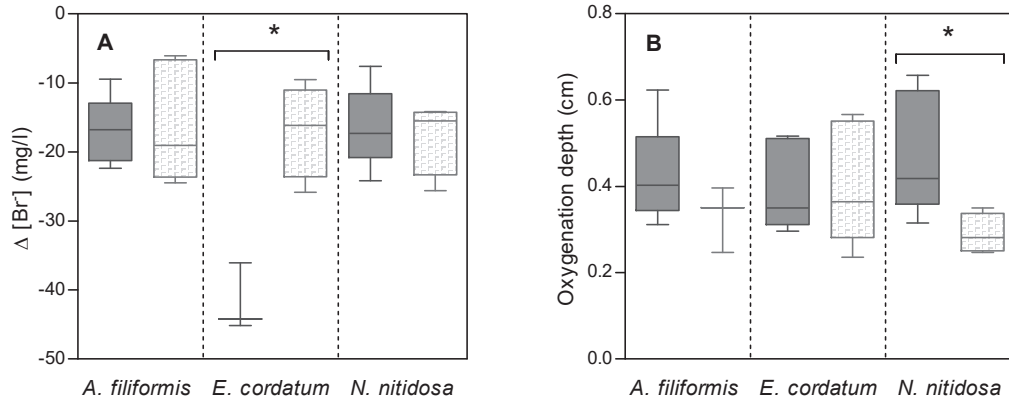 A
Δ [Br-] (mg/l)
0
-10
-20
-30
-40
-50
*
A. filiformis E. cordatum N. nitidosa
B
Oxygenation depth (cm)
0.8
0.6
0.4
0.2
0.0
*
A. filiformis E. cordatum N. nitidosa